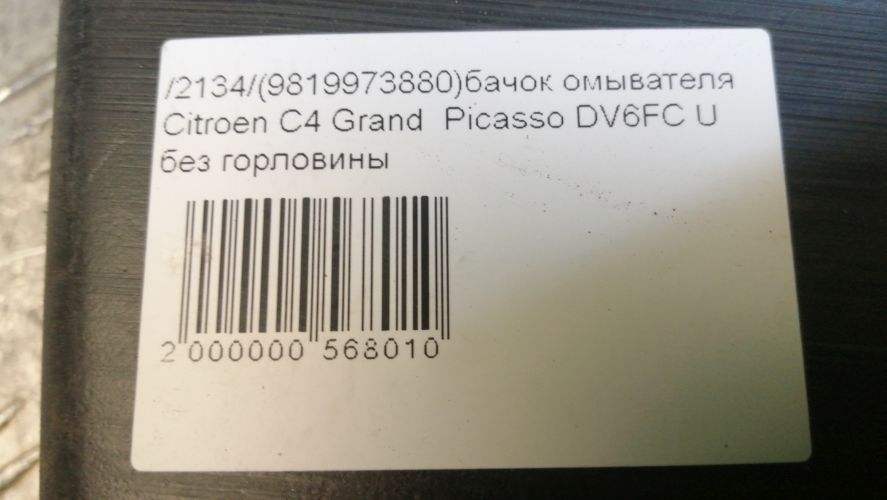 /2134/(9819973880)бачок омывателя
Citroen C4 Grand  Picasso DV6FC U
без горловины
2 000000 568010